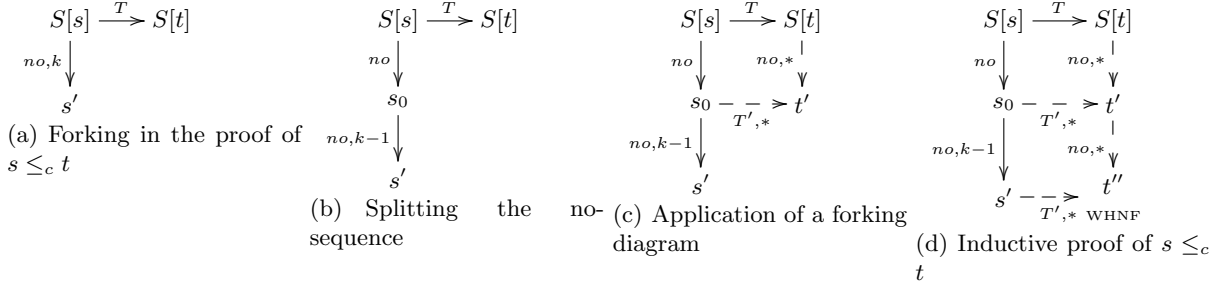 S[s] T S[t]
no,k
s′
(a) Forking in the proof of
s ≤c t
S[s] T S[t]
no
s0
no,k−1
s′
(b) Splitting the no-
sequence
S[s] T S[t]
no no,∗
s0 T′,∗ t′
no,k−1
s′
(c) Application of a forking
diagram
S[s] T S[t]
no no,∗
s0 T′,∗ t′
no,k−1 no,∗
s′ T′,∗ t′′
WHNF
(d) Inductive proof of s ≤c
t